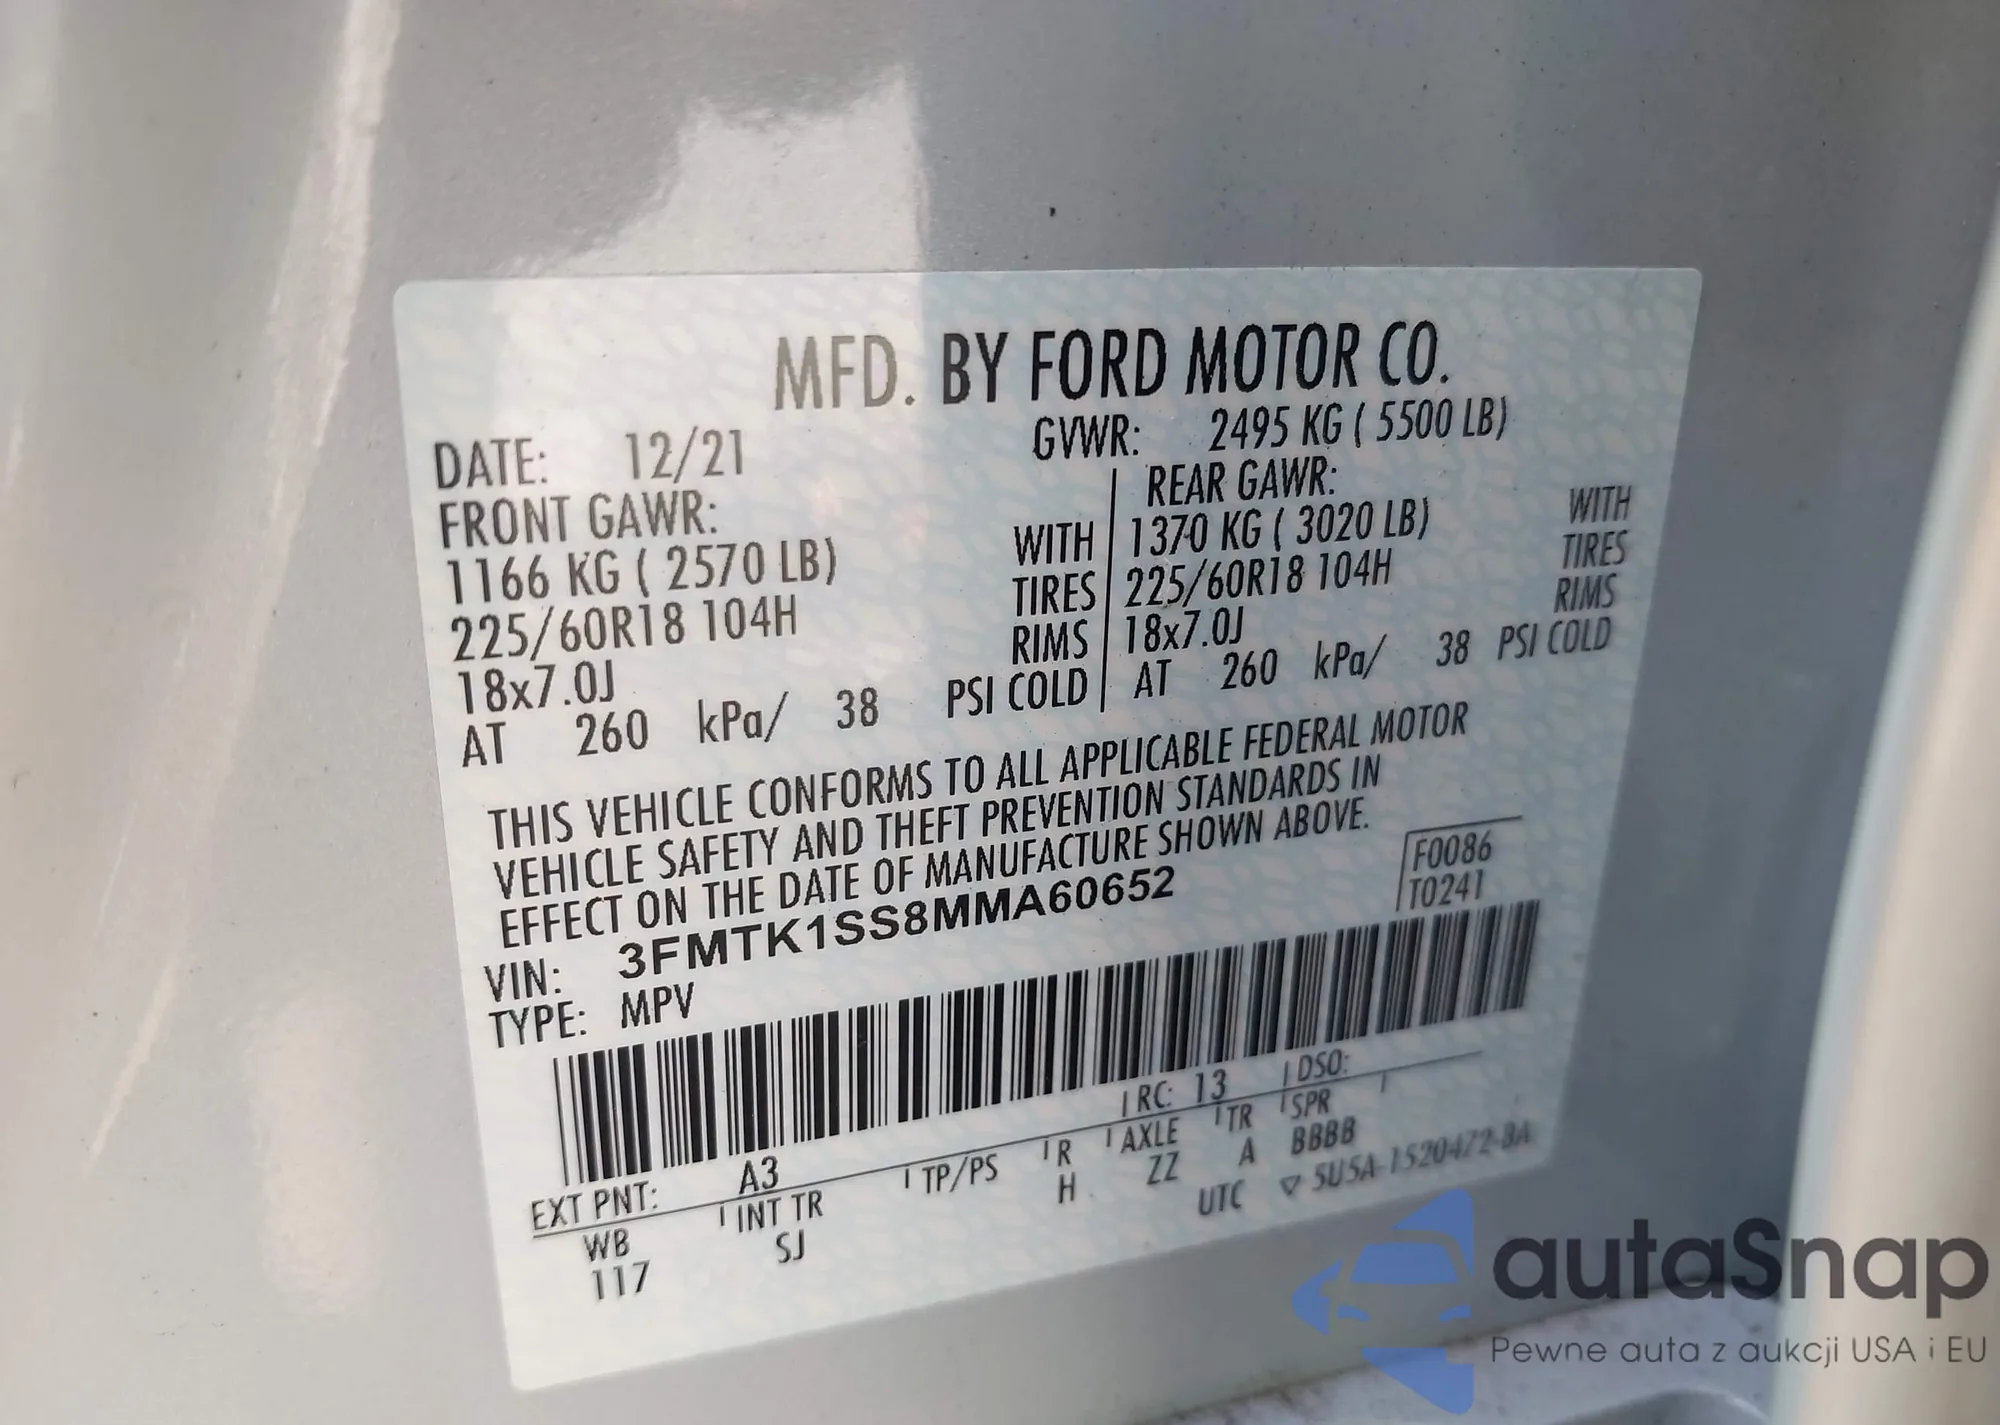 MFD. BY FORD MOTOR CO.
DATE: 12/21 GVWR: 2495 KG ( 5500 LB)
FRONT GAWR: REAR GAWR:
1166 KG ( 2570 LB) WITH 1370 KG ( 3020 LB) WITH
225/60R18 104H TIRES 225/60R18 104H TIRES
18x7.0J RIMS 18x7.0J RIMS
AT 260 kPa/ 38 PSI COLD AT 260 kPa/ 38 PSI COLD
THIS VEHICLE CONFORMS TO ALL APPLICABLE FEDERAL MOTOR
VEHICLE SAFETY AND THEFT PREVENTION STANDARDS IN
EFFECT ON THE DATE OF MANUFACTURE SHOWN ABOVE.
F0086
T0241
VIN: 3FMTK1SS8MMA60652
TYPE: MPV
EXT PNT: A3 RC: 13 DSO:
WB INT TR TP/PS R AXLE TR SPR
117 SJ H ZZ A BBBB
UTC ▽ 5U5A-1520472-BA
autaSnap
Pewne auta z aukcji USA i EU